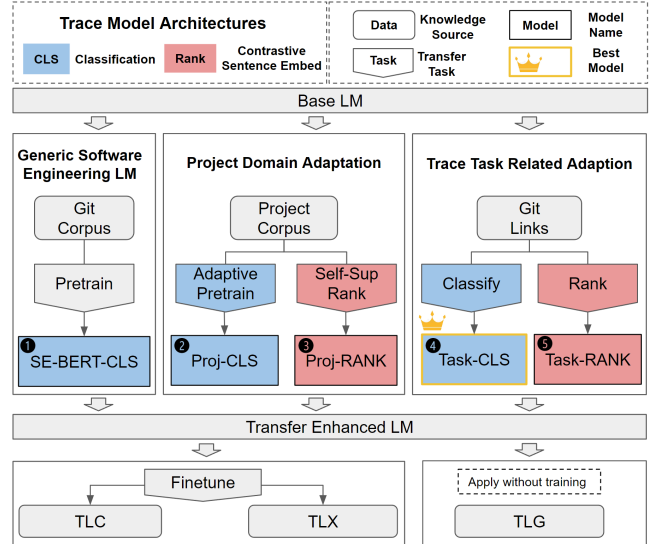 Trace Model Architectures
CLS
Classification
Rank
Contrastive
Sentence Embed
Data
Knowledge
Source
Model
Model
Name
Task
Transfer
Task
Best
Model
Base LM
Generic Software
Engineering LM
Git
Corpus
Pretrain
1
SE-BERT-CLS
Project Domain Adaptation
Project
Corpus
Adaptive
Pretrain
Self-Sup
Rank
2
Proj-CLS
3
Proj-RANK
Trace Task Related Adaption
Git
Links
Classify
Rank
4
Task-CLS
5
Task-RANK
Transfer Enhanced LM
Finetune
TLC
TLX
Apply without training
TLG